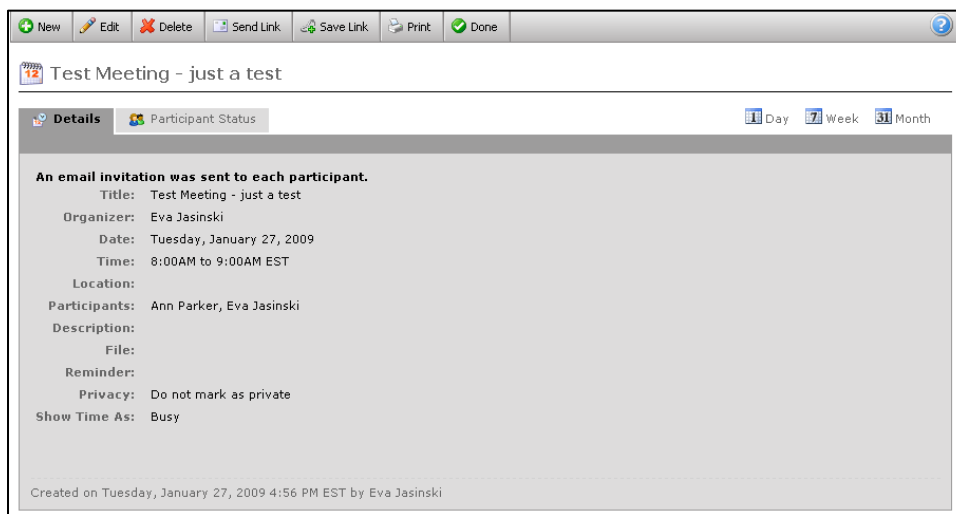 New Edit Delete Send Link Save Link Print Done ?
12 Test Meeting - just a test
Details Participant Status 1 Day 7 Week 31 Month
An email invitation was sent to each participant.
Title: Test Meeting - just a test
Organizer: Eva Jasinski
Date: Tuesday, January 27, 2009
Time: 8:00AM to 9:00AM EST
Location:
Participants: Ann Parker, Eva Jasinski
Description:
File:
Reminder:
Privacy: Do not mark as private
Show Time As: Busy
Created on Tuesday, January 27, 2009 4:56 PM EST by Eva Jasinski